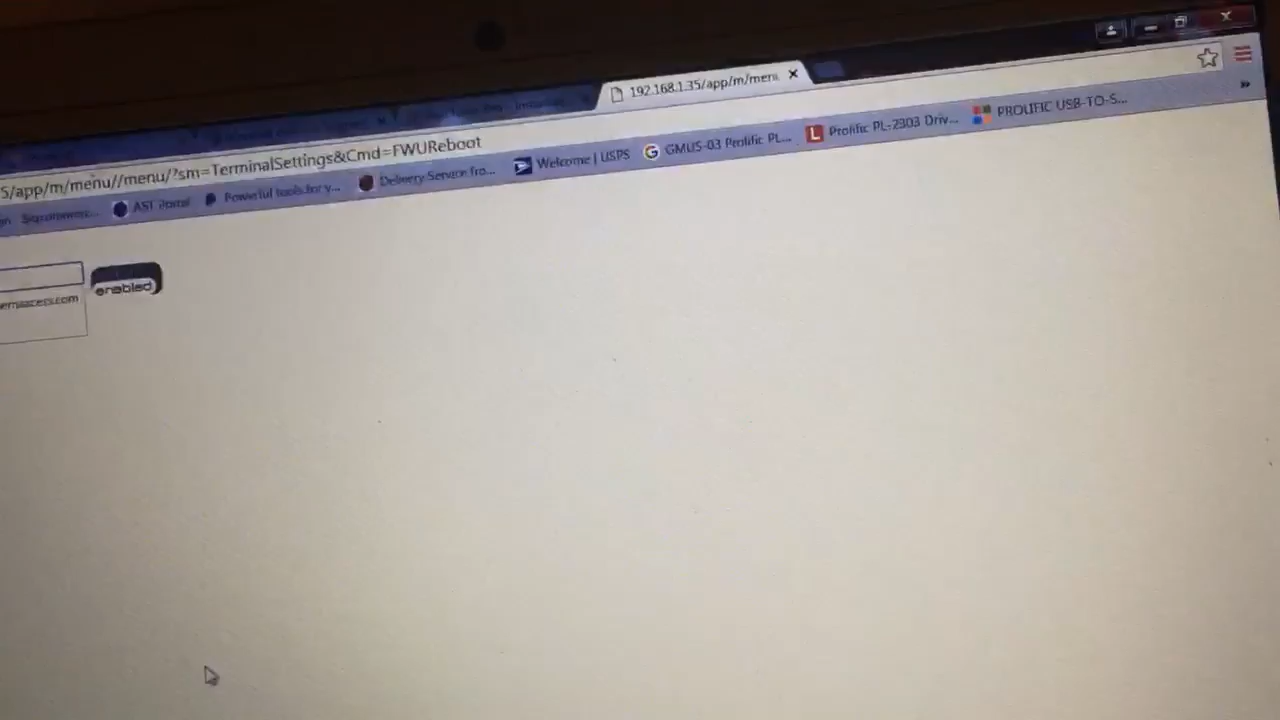 192.168.1.35/app/m/menu
5/app/m/menu//menu/?sm=TerminalSettings&Cmd=FWUReboot
AST Portal
Powerful tools for y...
Delivery Service fro...
Welcome | USPS
GMUS-03 Prolific PL...
L
Prolific PL-2303 Driv...
PROLIFIC USB-TO-S...
enabled